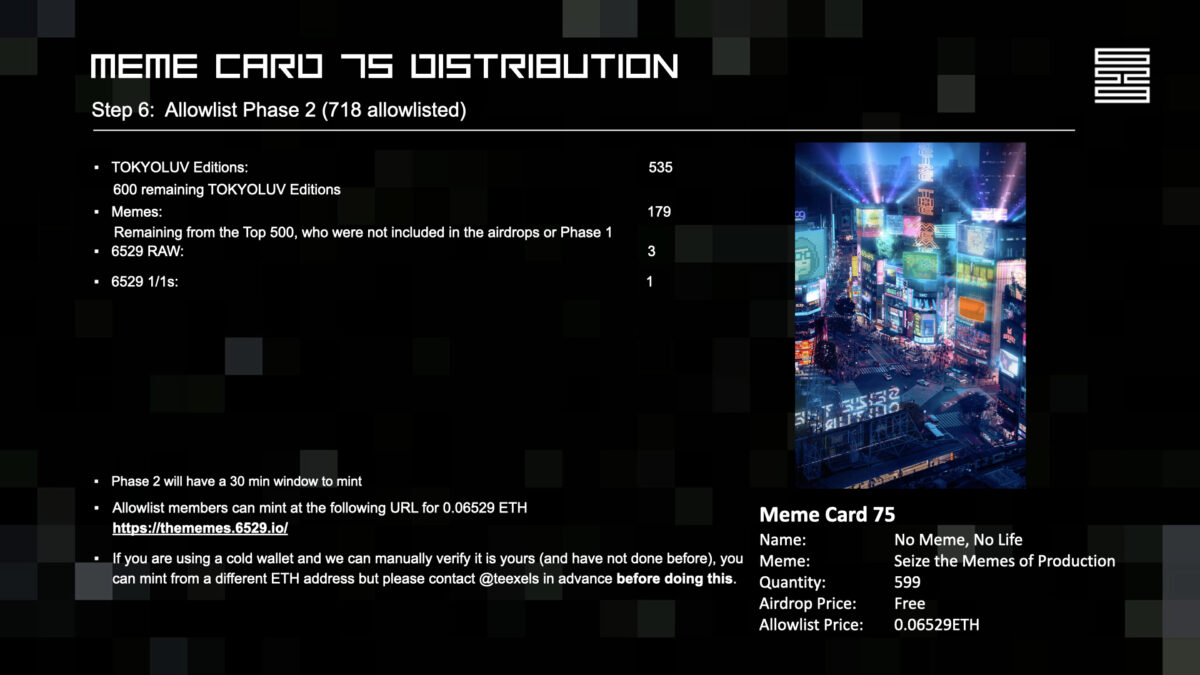 MEME CARD 75 DISTRIBUTION
Step 6: Allowlist Phase 2 (718 allowlisted)
▪ TOKYOLUV Editions: 535
600 remaining TOKYOLUV Editions
▪ Memes: 179
Remaining from the Top 500, who were not included in the airdrops or Phase 1
▪ 6529 RAW: 3
▪ 6529 1/1s: 1
▪ Phase 2 will have a 30 min window to mint
▪ Allowlist members can mint at the following URL for 0.06529 ETH
https://thememes.6529.io/
▪ If you are using a cold wallet and we can manually verify it is yours (and have not done before), you
can mint from a different ETH address but please contact @teexels in advance before doing this.
SEIZE THE
Meme Card 75
Name: No Meme, No Life
Meme: Seize the Memes of Production
Quantity: 599
Airdrop Price: Free
Allowlist Price: 0.06529ETH